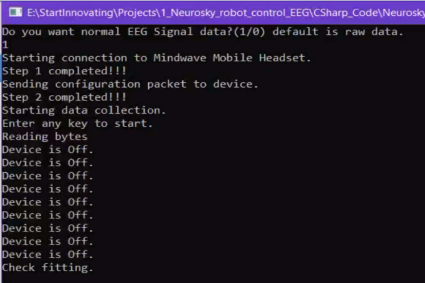 E:\StartInnovating\Projects\1_Neurosky_robot_control_EEG\CSharp_Code\Neurosky
Do you want normal EEG Signal data?(1/0) default is raw data.
1
Starting connection to Mindwave Mobile Headset.
Step 1 completed!!!
Sending configuration packet to device.
Step 2 completed!!!
Starting data collection.
Enter any key to start.
Reading bytes
Device is Off.
Device is Off.
Device is Off.
Device is Off.
Device is Off.
Device is Off.
Device is Off.
Device is Off.
Device is Off.
Check fitting.